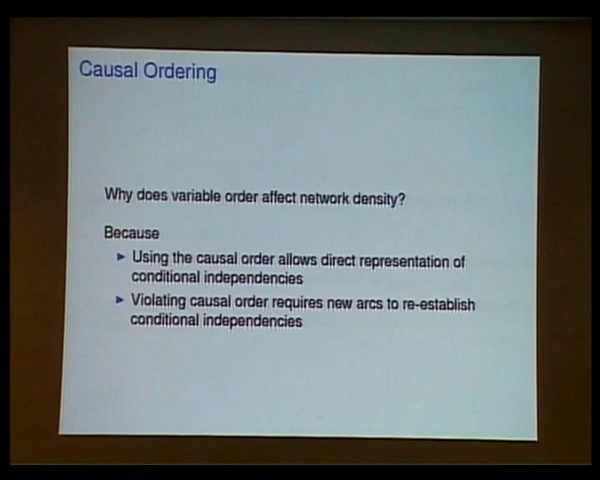 Causal Ordering
Why does variable order affect network density?
Because
▶ Using the causal order allows direct representation of
conditional independencies
▶ Violating causal order requires new arcs to re-establish
conditional independencies